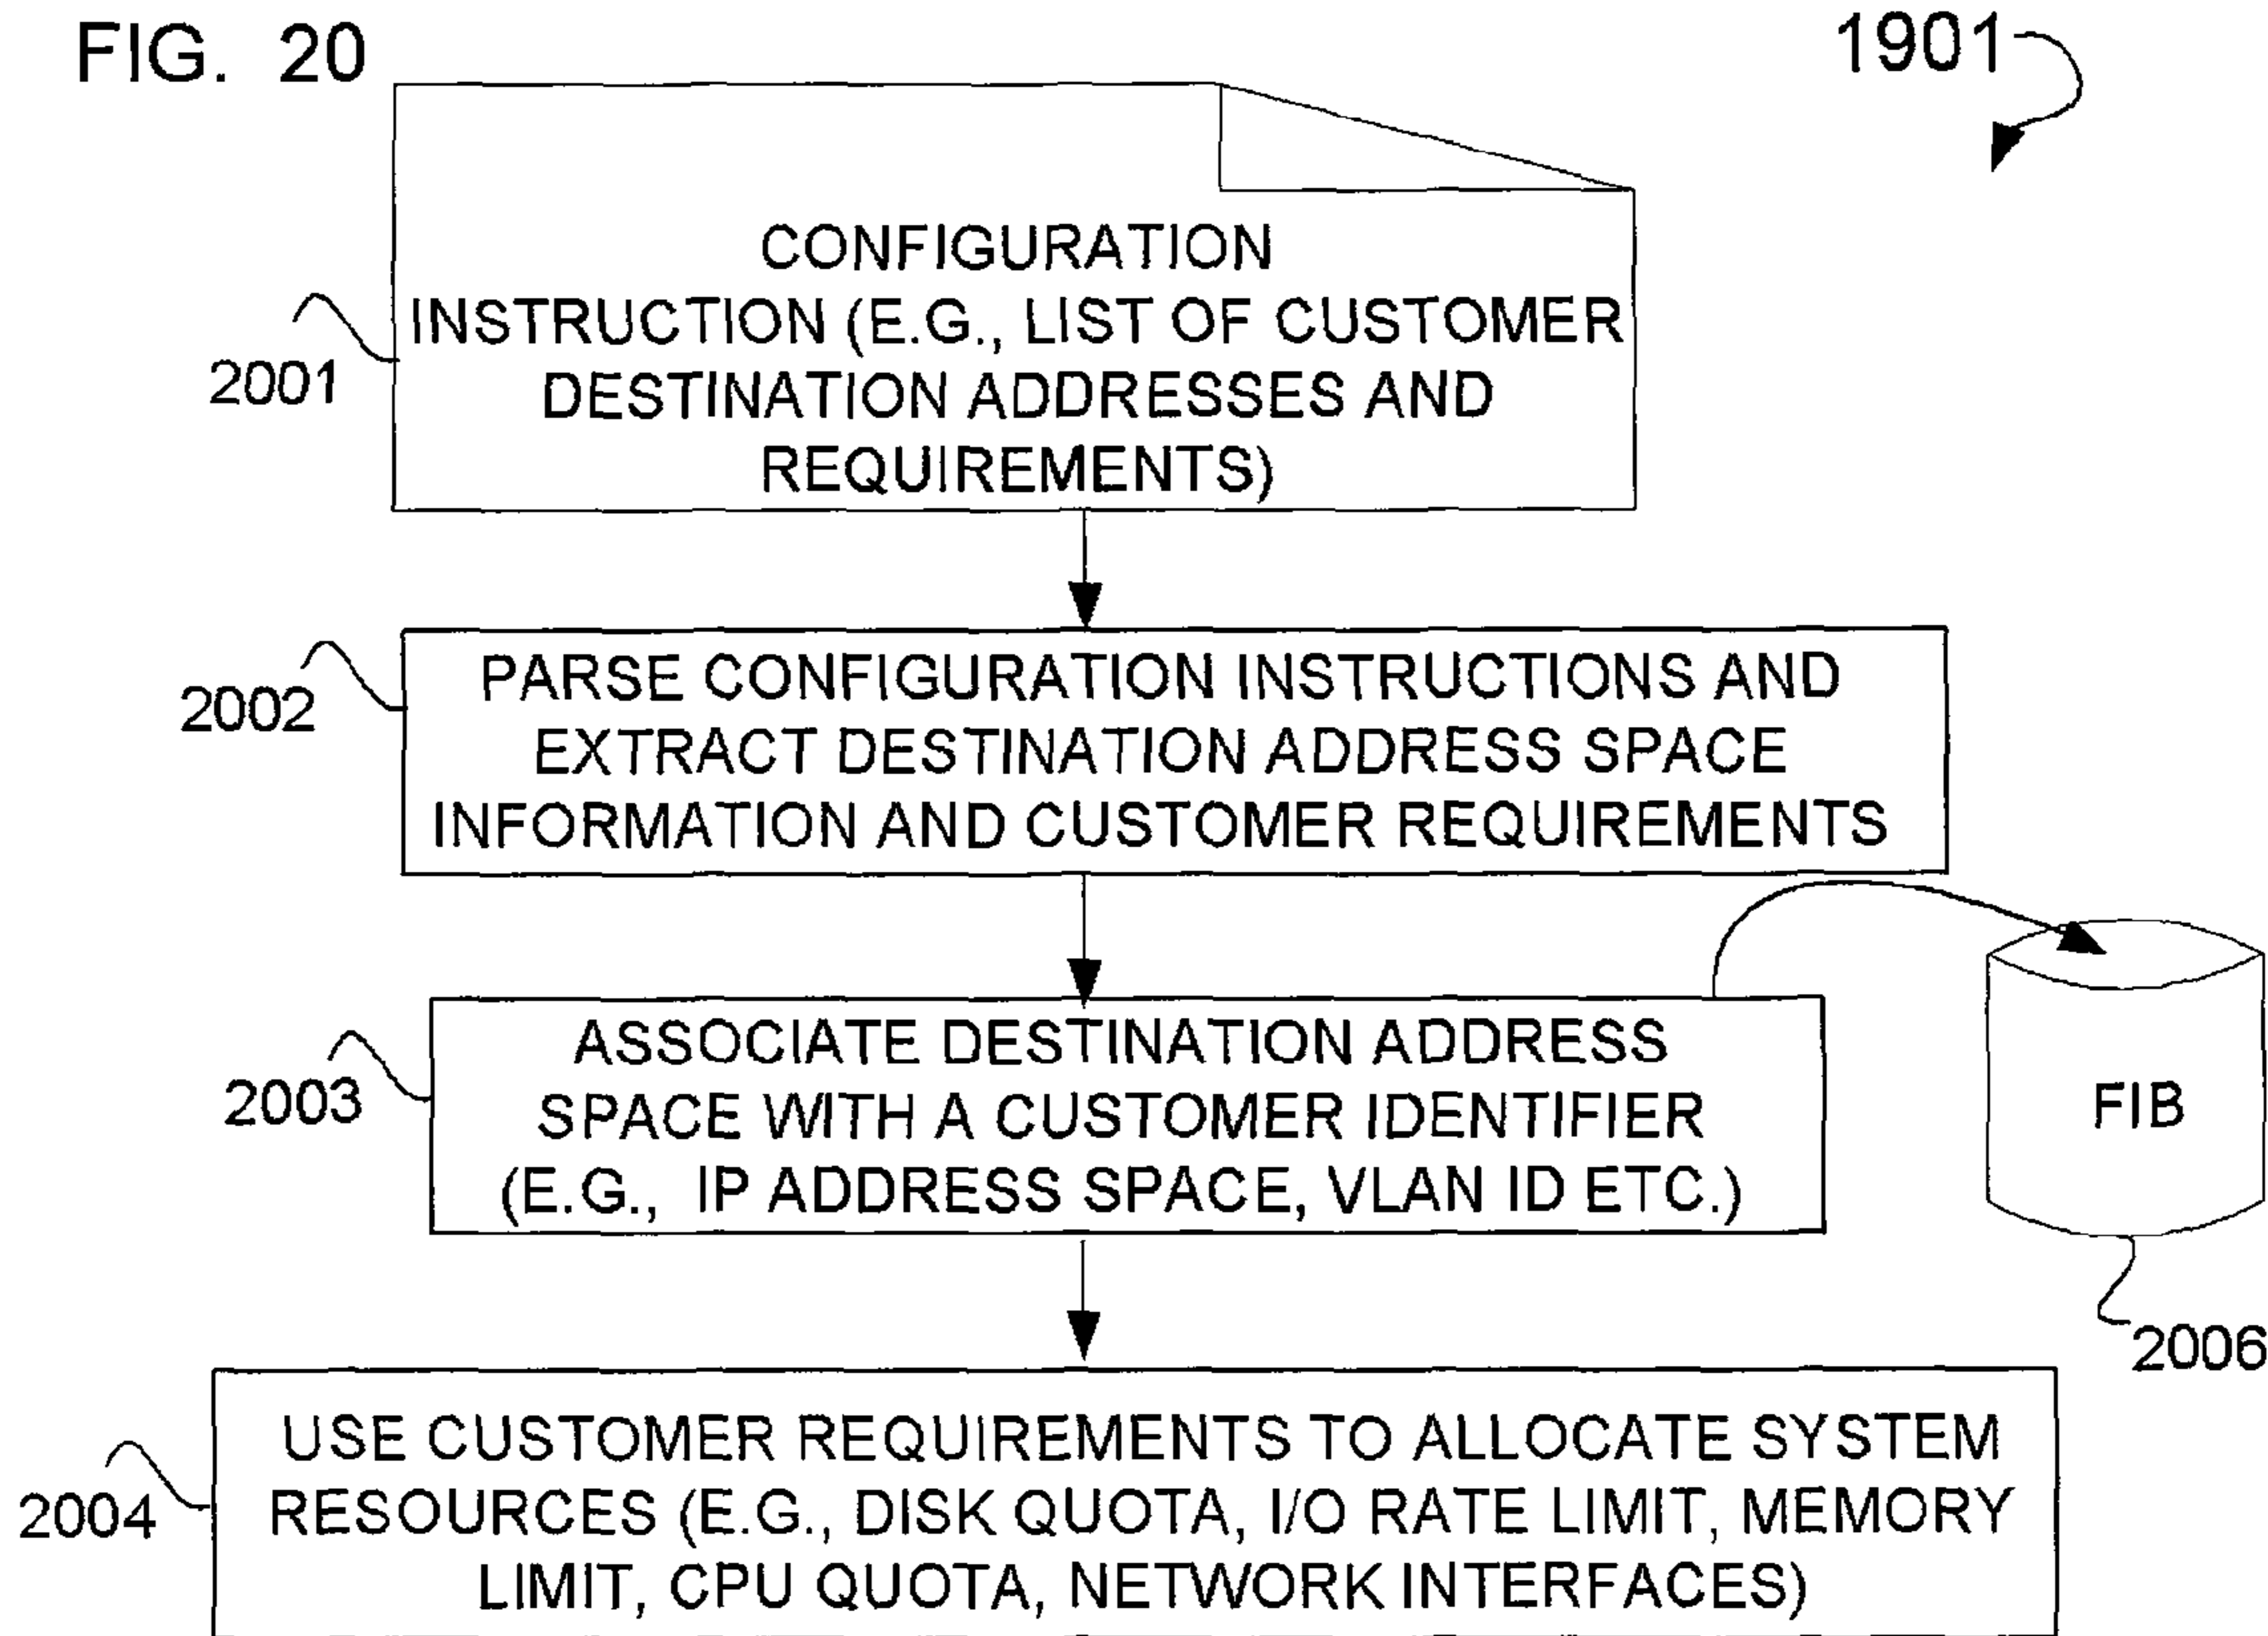 FIG. 20
1901
CONFIGURATION
INSTRUCTION (E.G., LIST OF CUSTOMER
DESTINATION ADDRESSES AND
REQUIREMENTS)
2001
PARSE CONFIGURATION INSTRUCTIONS AND
EXTRACT DESTINATION ADDRESS SPACE
INFORMATION AND CUSTOMER REQUIREMENTS
2002
ASSOCIATE DESTINATION ADDRESS
SPACE WITH A CUSTOMER IDENTIFIER
(E.G., IP ADDRESS SPACE, VLAN ID ETC.)
2003
FIB
2006
USE CUSTOMER REQUIREMENTS TO ALLOCATE SYSTEM
RESOURCES (E.G., DISK QUOTA, I/O RATE LIMIT, MEMORY
LIMIT, CPU QUOTA, NETWORK INTERFACES)
2004